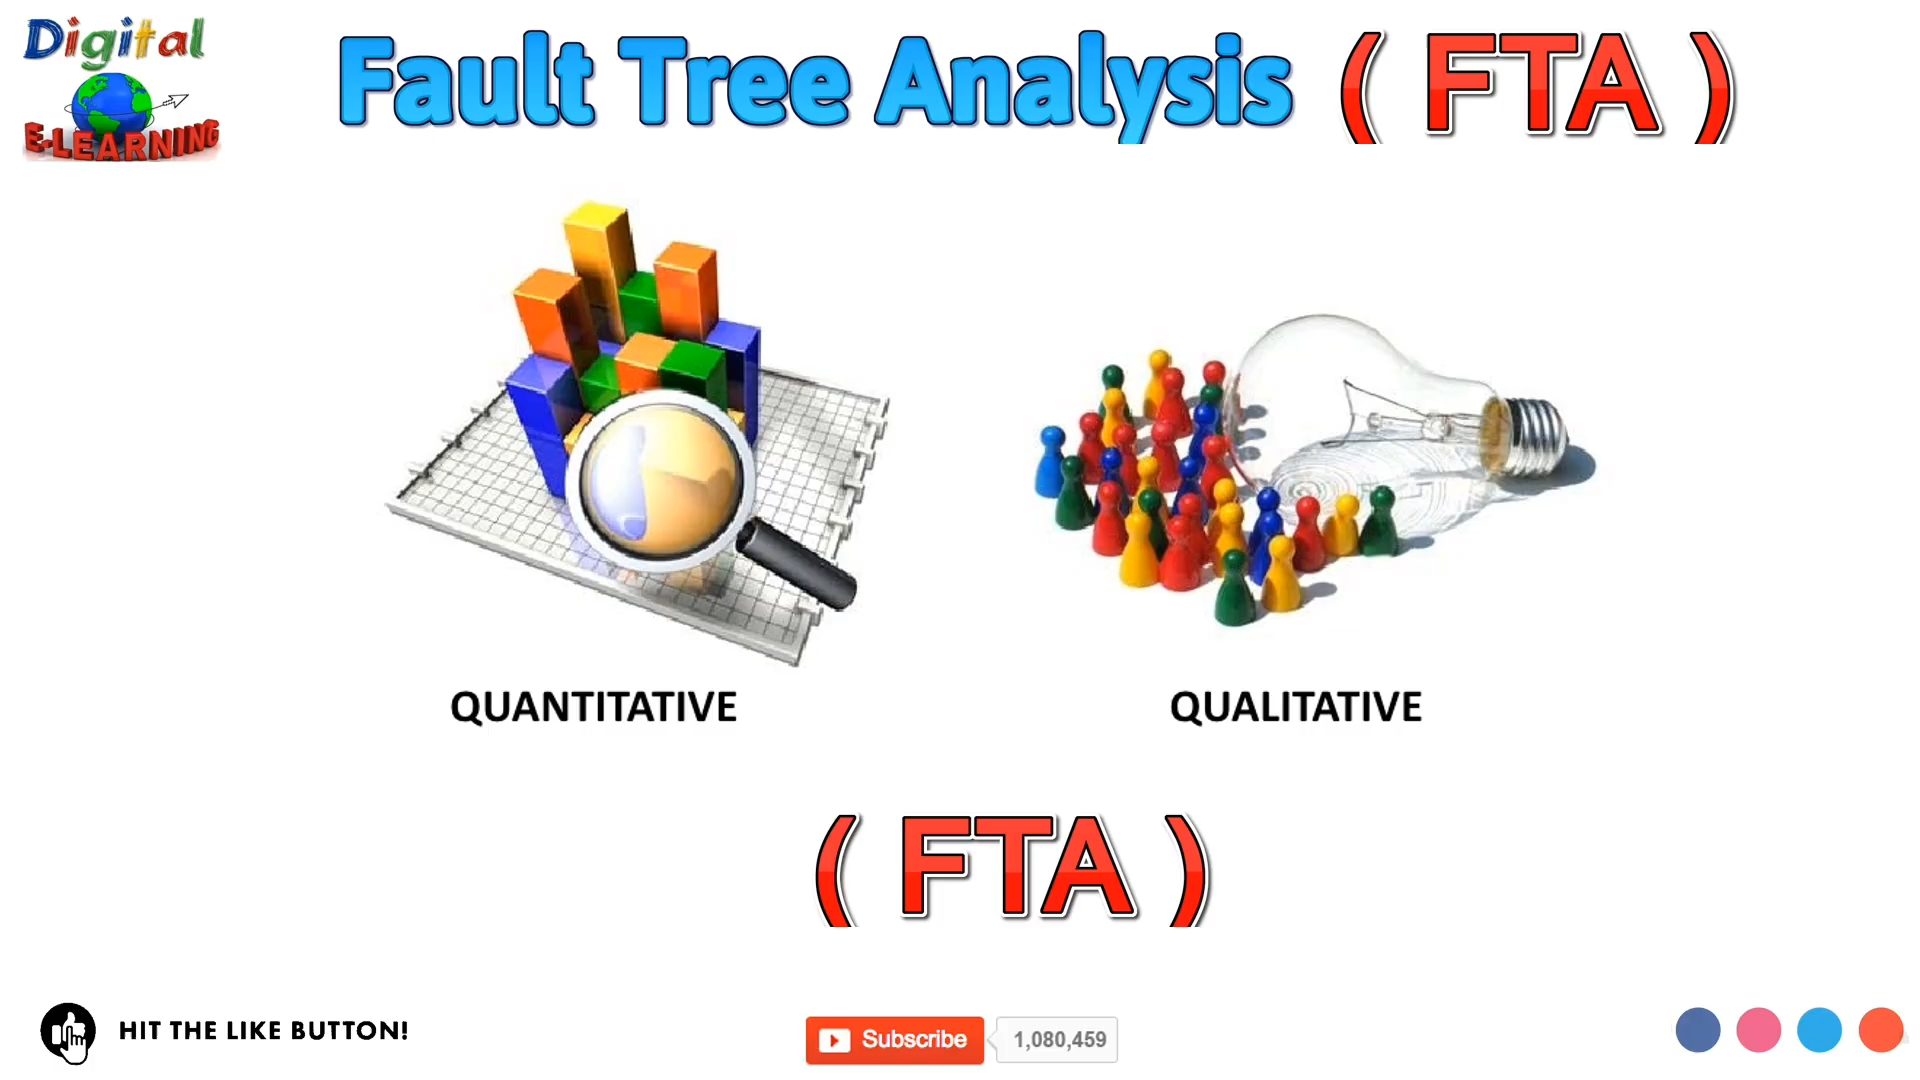 Digital
E-LEARNING
Fault Tree Analysis ( FTA )
QUANTITATIVE
QUALITATIVE
( FTA )
HIT THE LIKE BUTTON!
Subscribe
1,080,459